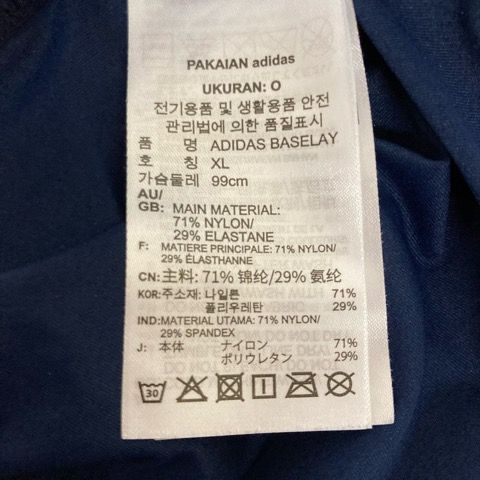 PAKAIAN adidas
UKURAN: O
전기용품 및 생활용품 안전
관리법에 의한 품질표시
품 명 ADIDAS BASELAY
호 칭 XL
가슴둘레 99cm
AU/
GB: MAIN MATERIAL:
71% NYLON/
29% ELASTANE
F: MATIERE PRINCIPALE: 71% NYLON/
29% ÉLASTHANNE
CN: 主料: 71% 锦纶/29% 氨纶
KOR: 주소재: 나일론 71%
폴리우레탄 29%
IND: MATERIAL UTAMA: 71% NYLON/
29% SPANDEX
J: 本体 ナイロン 71%
ポリウレタン 29%
30